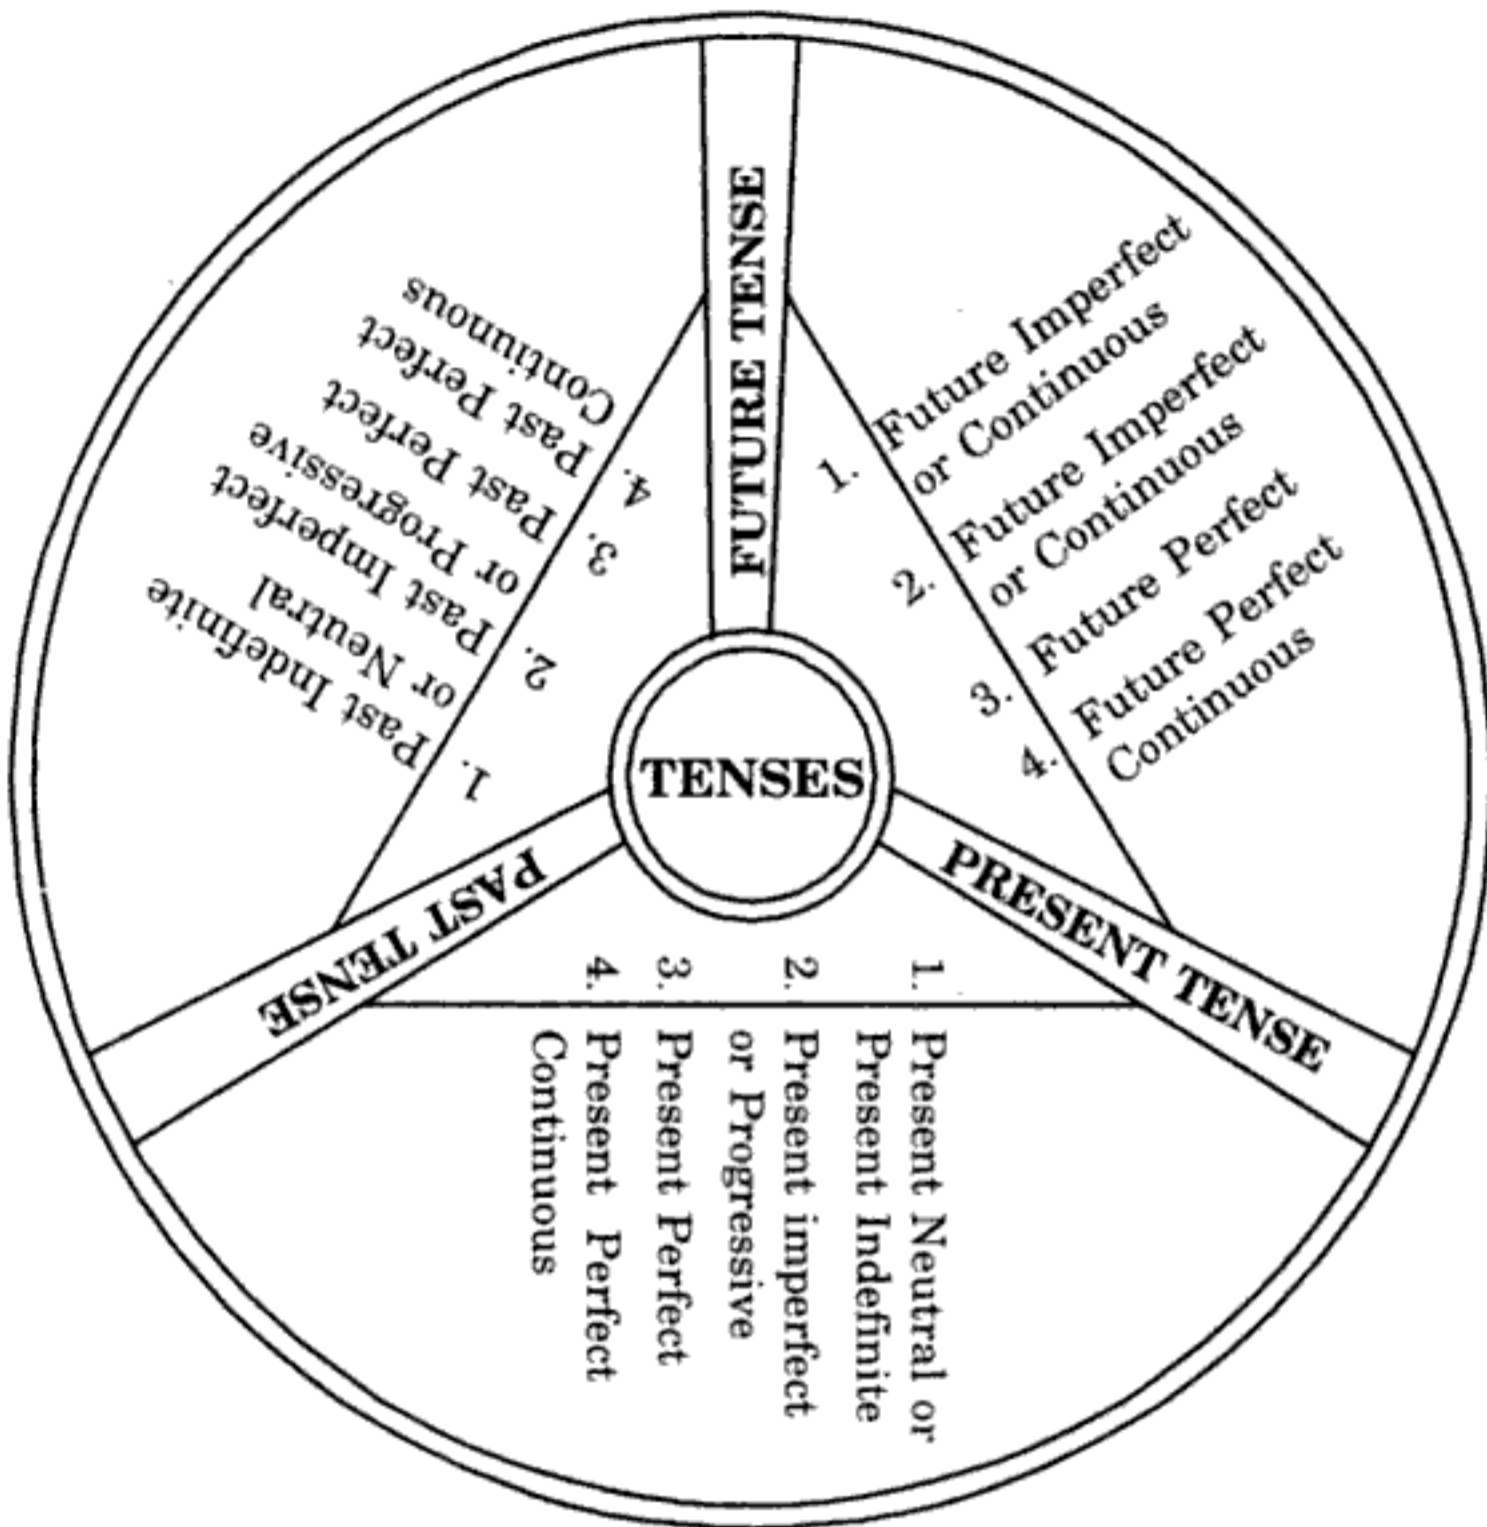 TENSES
FUTURE TENSE
1. Future Imperfect
or Continuous
2. Future Imperfect
or Continuous
3. Future Perfect
4. Future Perfect
Continuous
PRESENT TENSE
1. Present Neutral or
Present Indefinite
2. Present imperfect
or Progressive
3. Present Perfect
4. Present Perfect
Continuous
PAST TENSE
1. Past Indefinite
or Neutral
2. Past Imperfect
or Progressive
3. Past Perfect
4. Past Perfect
Contiunous